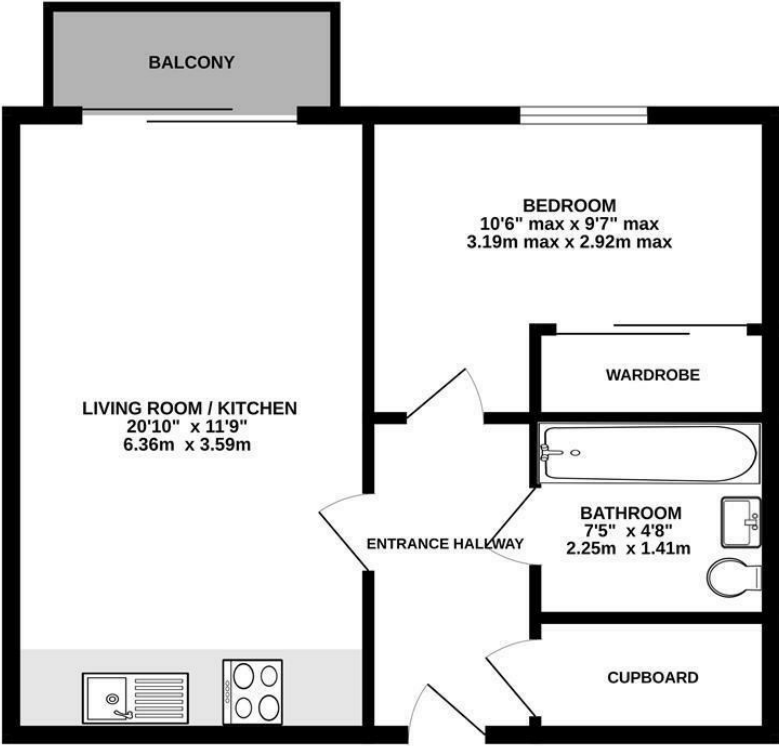 BALCONY
BEDROOM
10'6" max x 9'7" max
3.19m max x 2.92m max
WARDROBE
LIVING ROOM / KITCHEN
20'10" x 11'9"
6.36m x 3.59m
BATHROOM
7'5" x 4'8"
2.25m x 1.41m
ENTRANCE HALLWAY
CUPBOARD